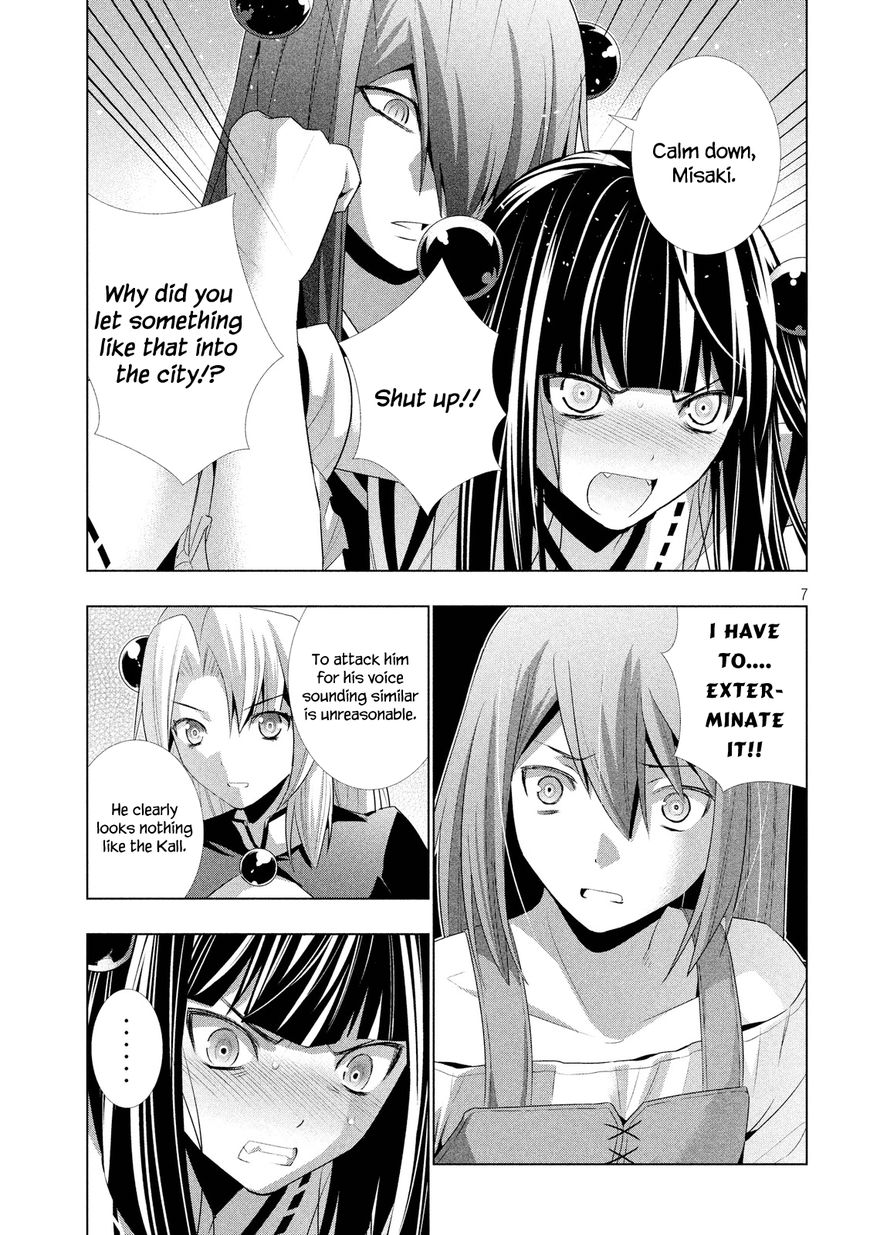 Calm down,
Misaki.
Shut up!!
Why did you
let something
like that into
the city!?
7
I HAVE
TO....
EXTER-
MINATE
IT!!
To attack him
for his voice
sounding similar
is unreasonable.
He clearly
looks nothing
like the Kall.
......